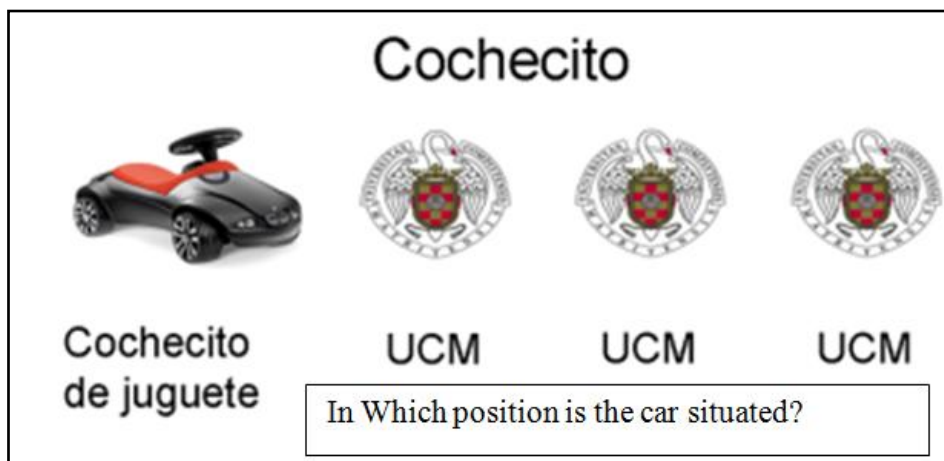 Cochecito
Cochecito
de juguete
UCM
UCM
UCM
In Which position is the car situated?